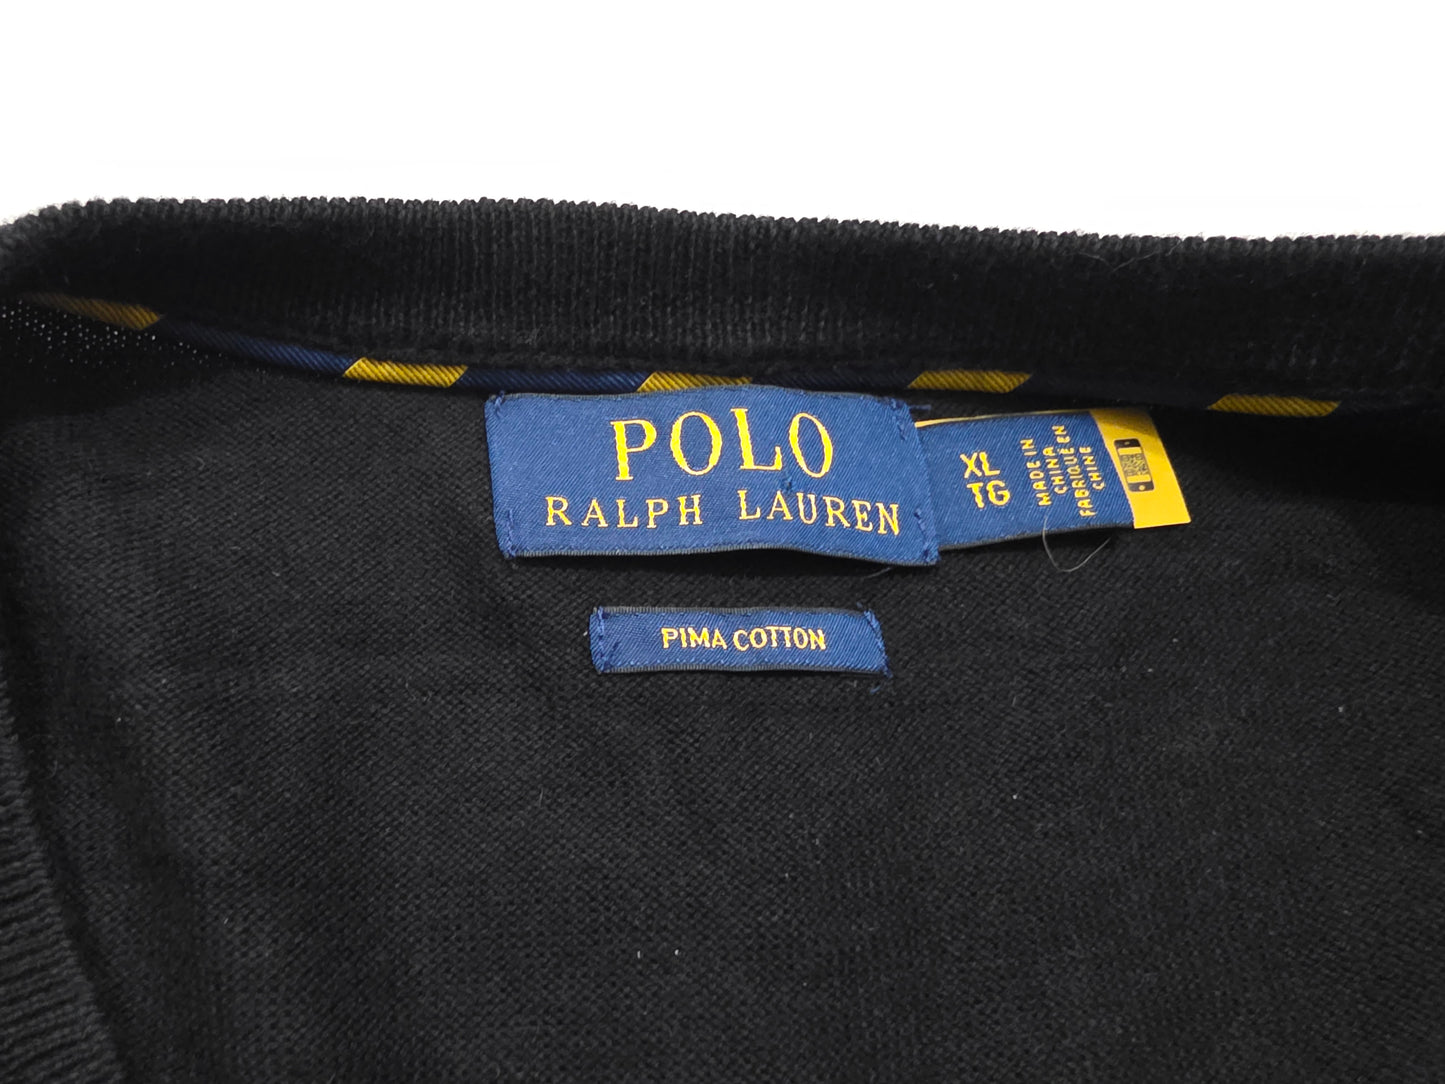 POLO
RALPH LAUREN
XL
TG
MADE IN
CHINA
FABRIQUÉ EN
CHINE
PIMA COTTON